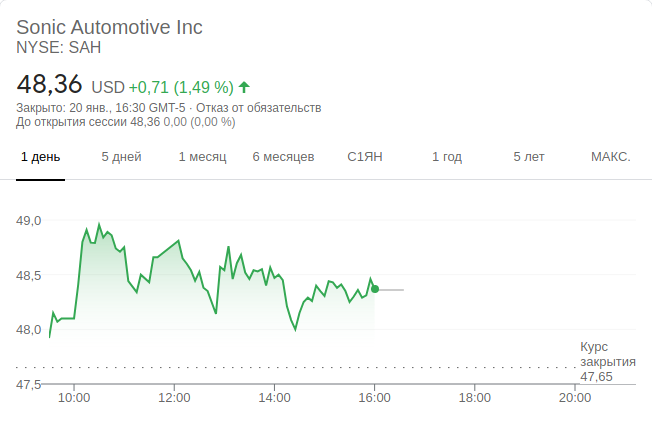 Sonic Automotive Inc
NYSE: SAH
48,36 USD +0,71 (1,49 %)
Закрыто: 20 янв., 16:30 GMT-5 · Отказ от обязательств
До открытия сессии 48,36 0,00 (0,00 %)
1 день 5 дней 1 месяц 6 месяцев С1ЯН 1 год 5 лет МАКС.
49,0
48,5
48,0
Курс
закрытия
47,65
47,5
10:00 12:00 14:00 16:00 18:00 20:00